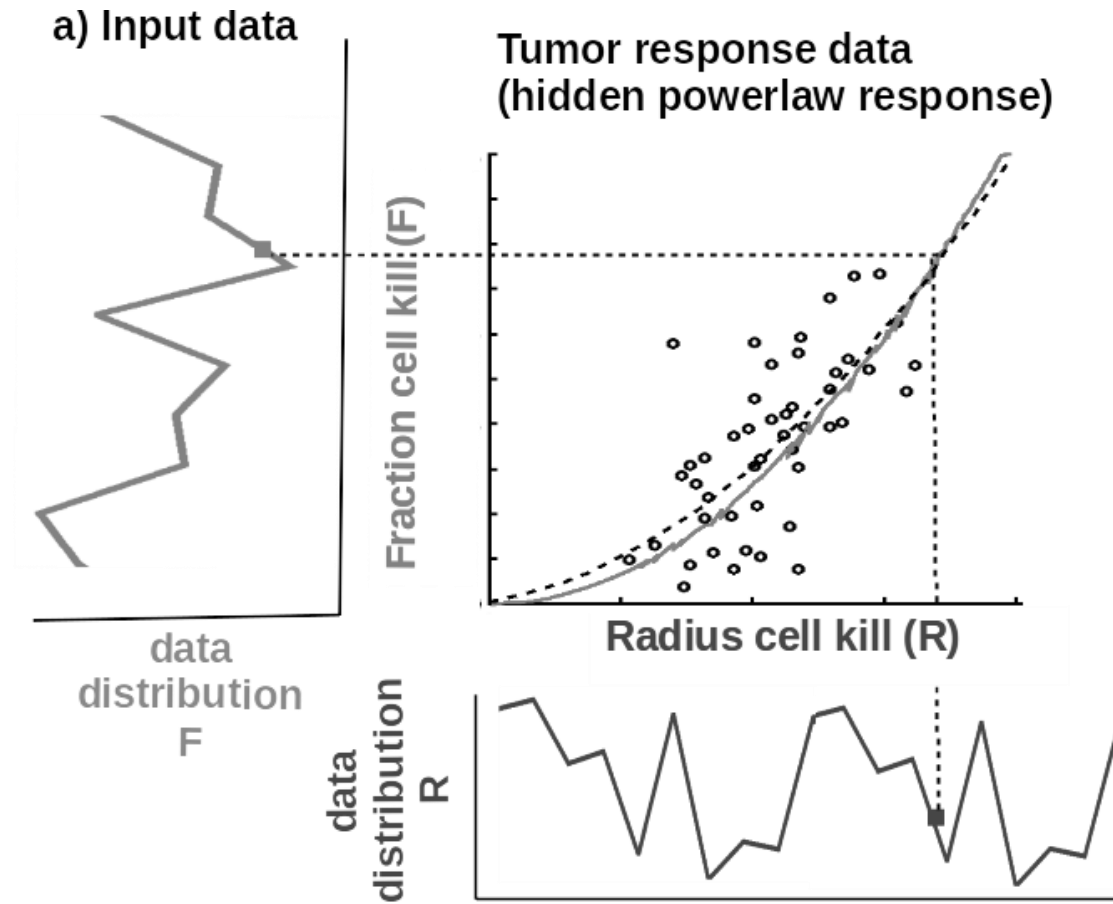 a) Input data
Tumor response data
(hidden powerlaw response)
Fraction cell kill (F)
Radius cell kill (R)
data
distribution
F
data
distribution
R